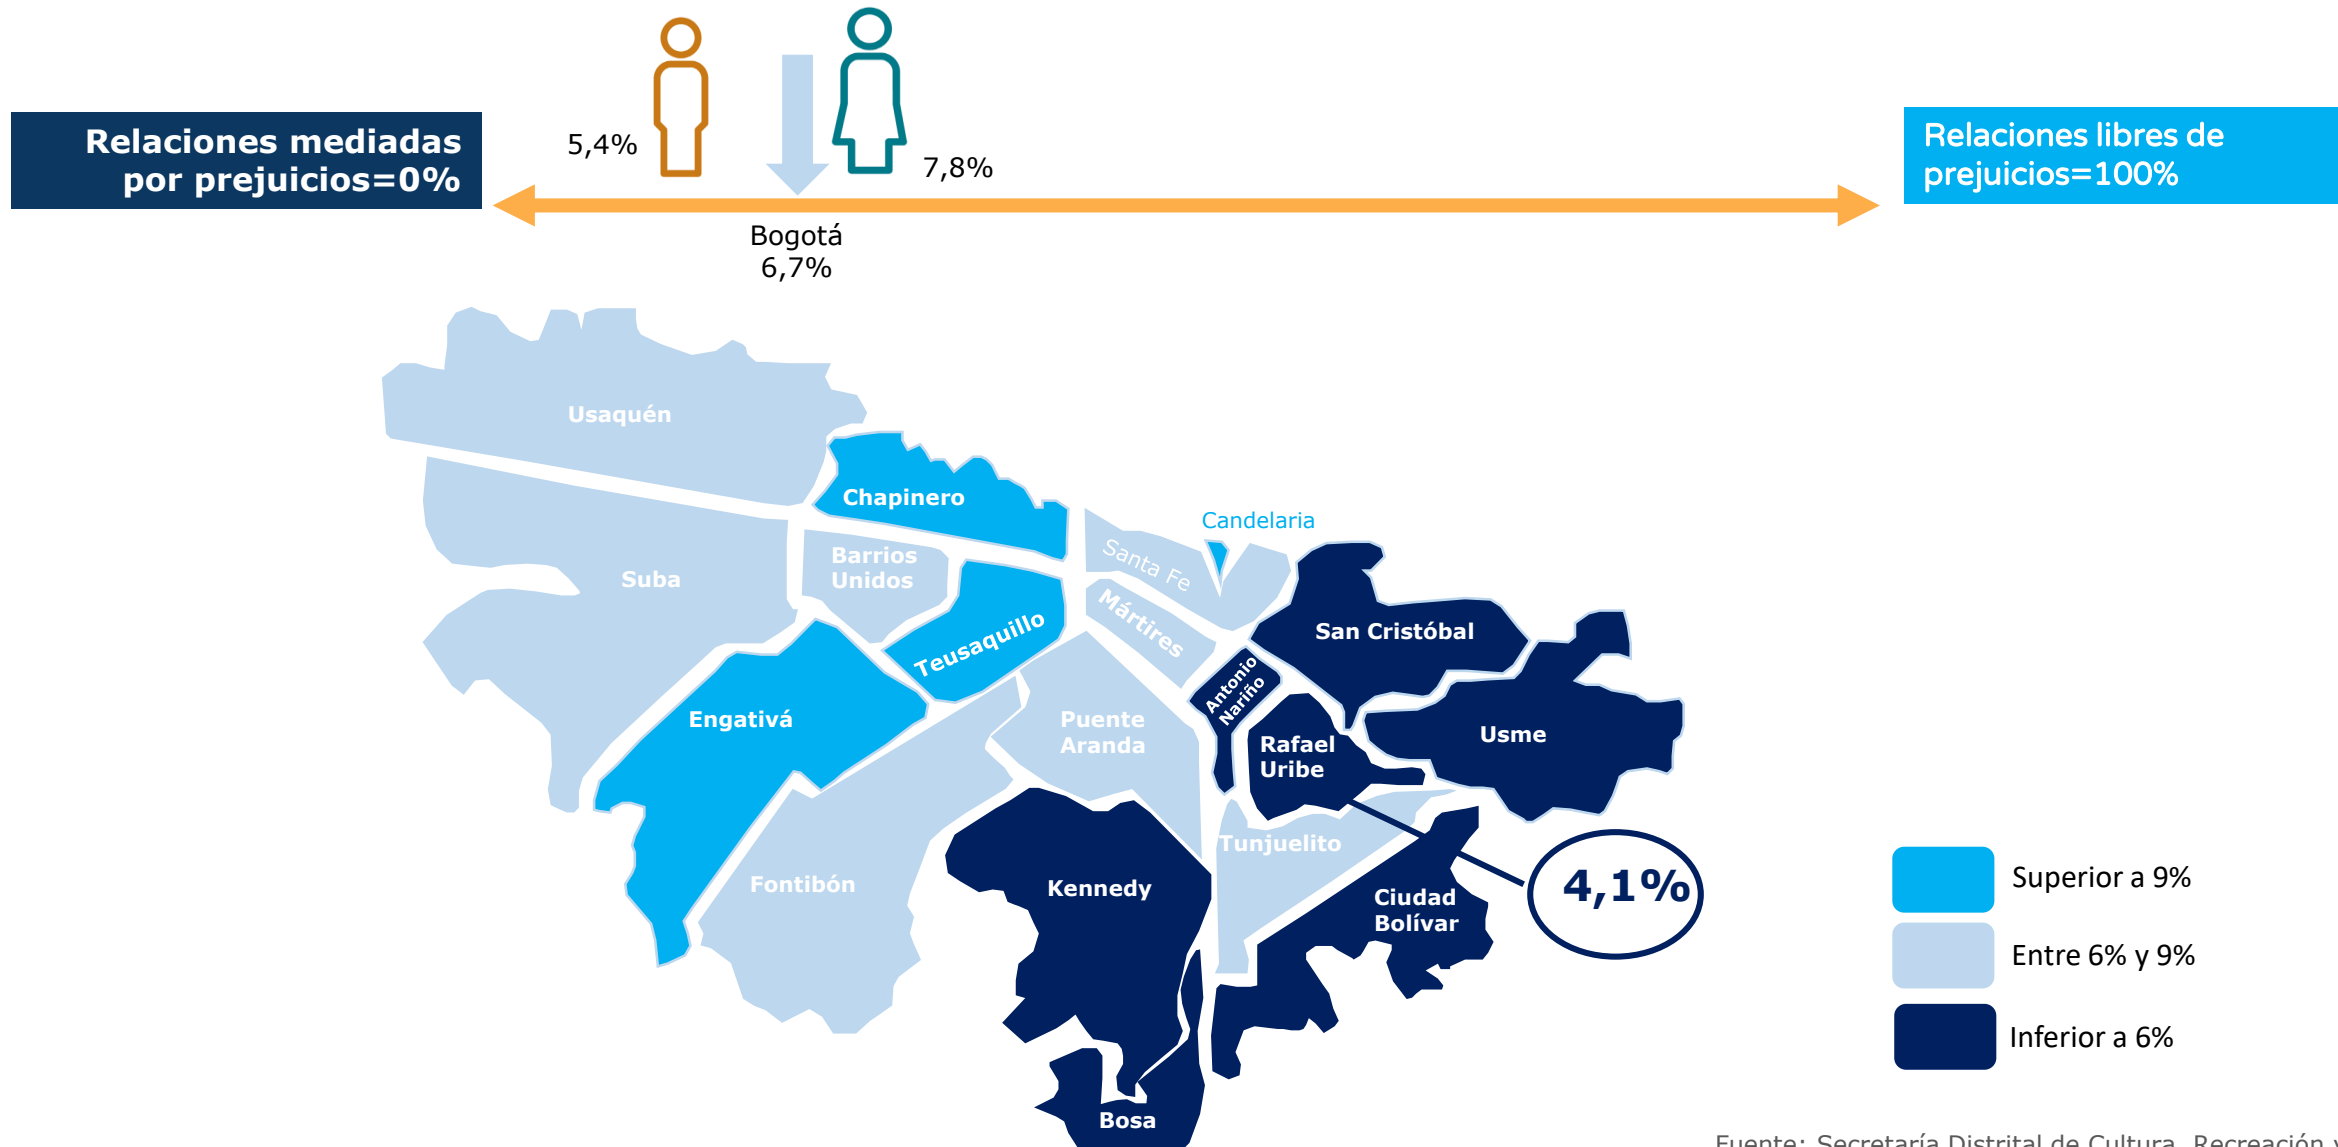 5,4%
7,8%
Relaciones mediadas
por prejuicios=0%
Relaciones libres de
prejuicios=100%
Bogotá
6,7%
Usaquén
Chapinero
Candelaria
Santa Fe
Barrios
Unidos
Suba
Mártires
Teusaquillo
San Cristóbal
Antonio
Nariño
Engativá
Puente
Aranda
Rafael
Uribe
Usme
Tunjuelito
Fontibón
Kennedy
Ciudad
Bolívar
4,1%
Bosa
Superior a 9%
Entre 6% y 9%
Inferior a 6%
Fuente: Secretaría Distrital de Cultura, Recreación y